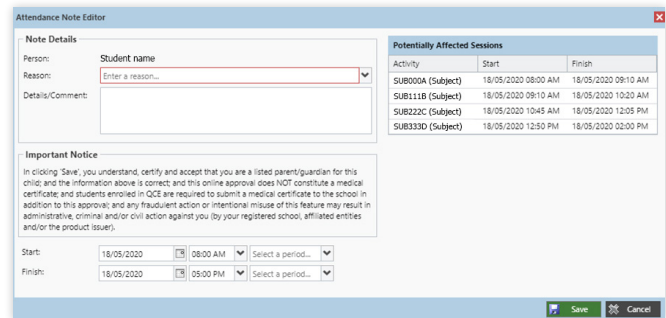 Attendance Note Editor
Note Details
Person: Student name
Reason: Enter a reason...
Details/Comment:
Important Notice
In clicking 'Save', you understand, certify and accept that you are a listed parent/guardian for this
child; and the information above is correct; and this online approval does NOT constitute a medical
certificate; and students enrolled in QCE are required to submit a medical certificate to the school in
addition to this approval; and any fraudulent action or intentional misuse of this feature may result in
administrative, criminal and/or civil action against you (by your registered school, affiliated entities
and/or the product issuer).
Start: 18/05/2020 08:00 AM Select a period...
Finish: 18/05/2020 05:00 PM Select a period...
Potentially Affected Sessions
Activity Start Finish
SUB000A (Subject) 18/05/2020 08:00 AM 18/05/2020 09:10 AM
SUB111B (Subject) 18/05/2020 09:10 AM 18/05/2020 10:20 AM
SUB222C (Subject) 18/05/2020 10:45 AM 18/05/2020 12:05 PM
SUB333D (Subject) 18/05/2020 12:50 PM 18/05/2020 02:00 PM
Save Cancel